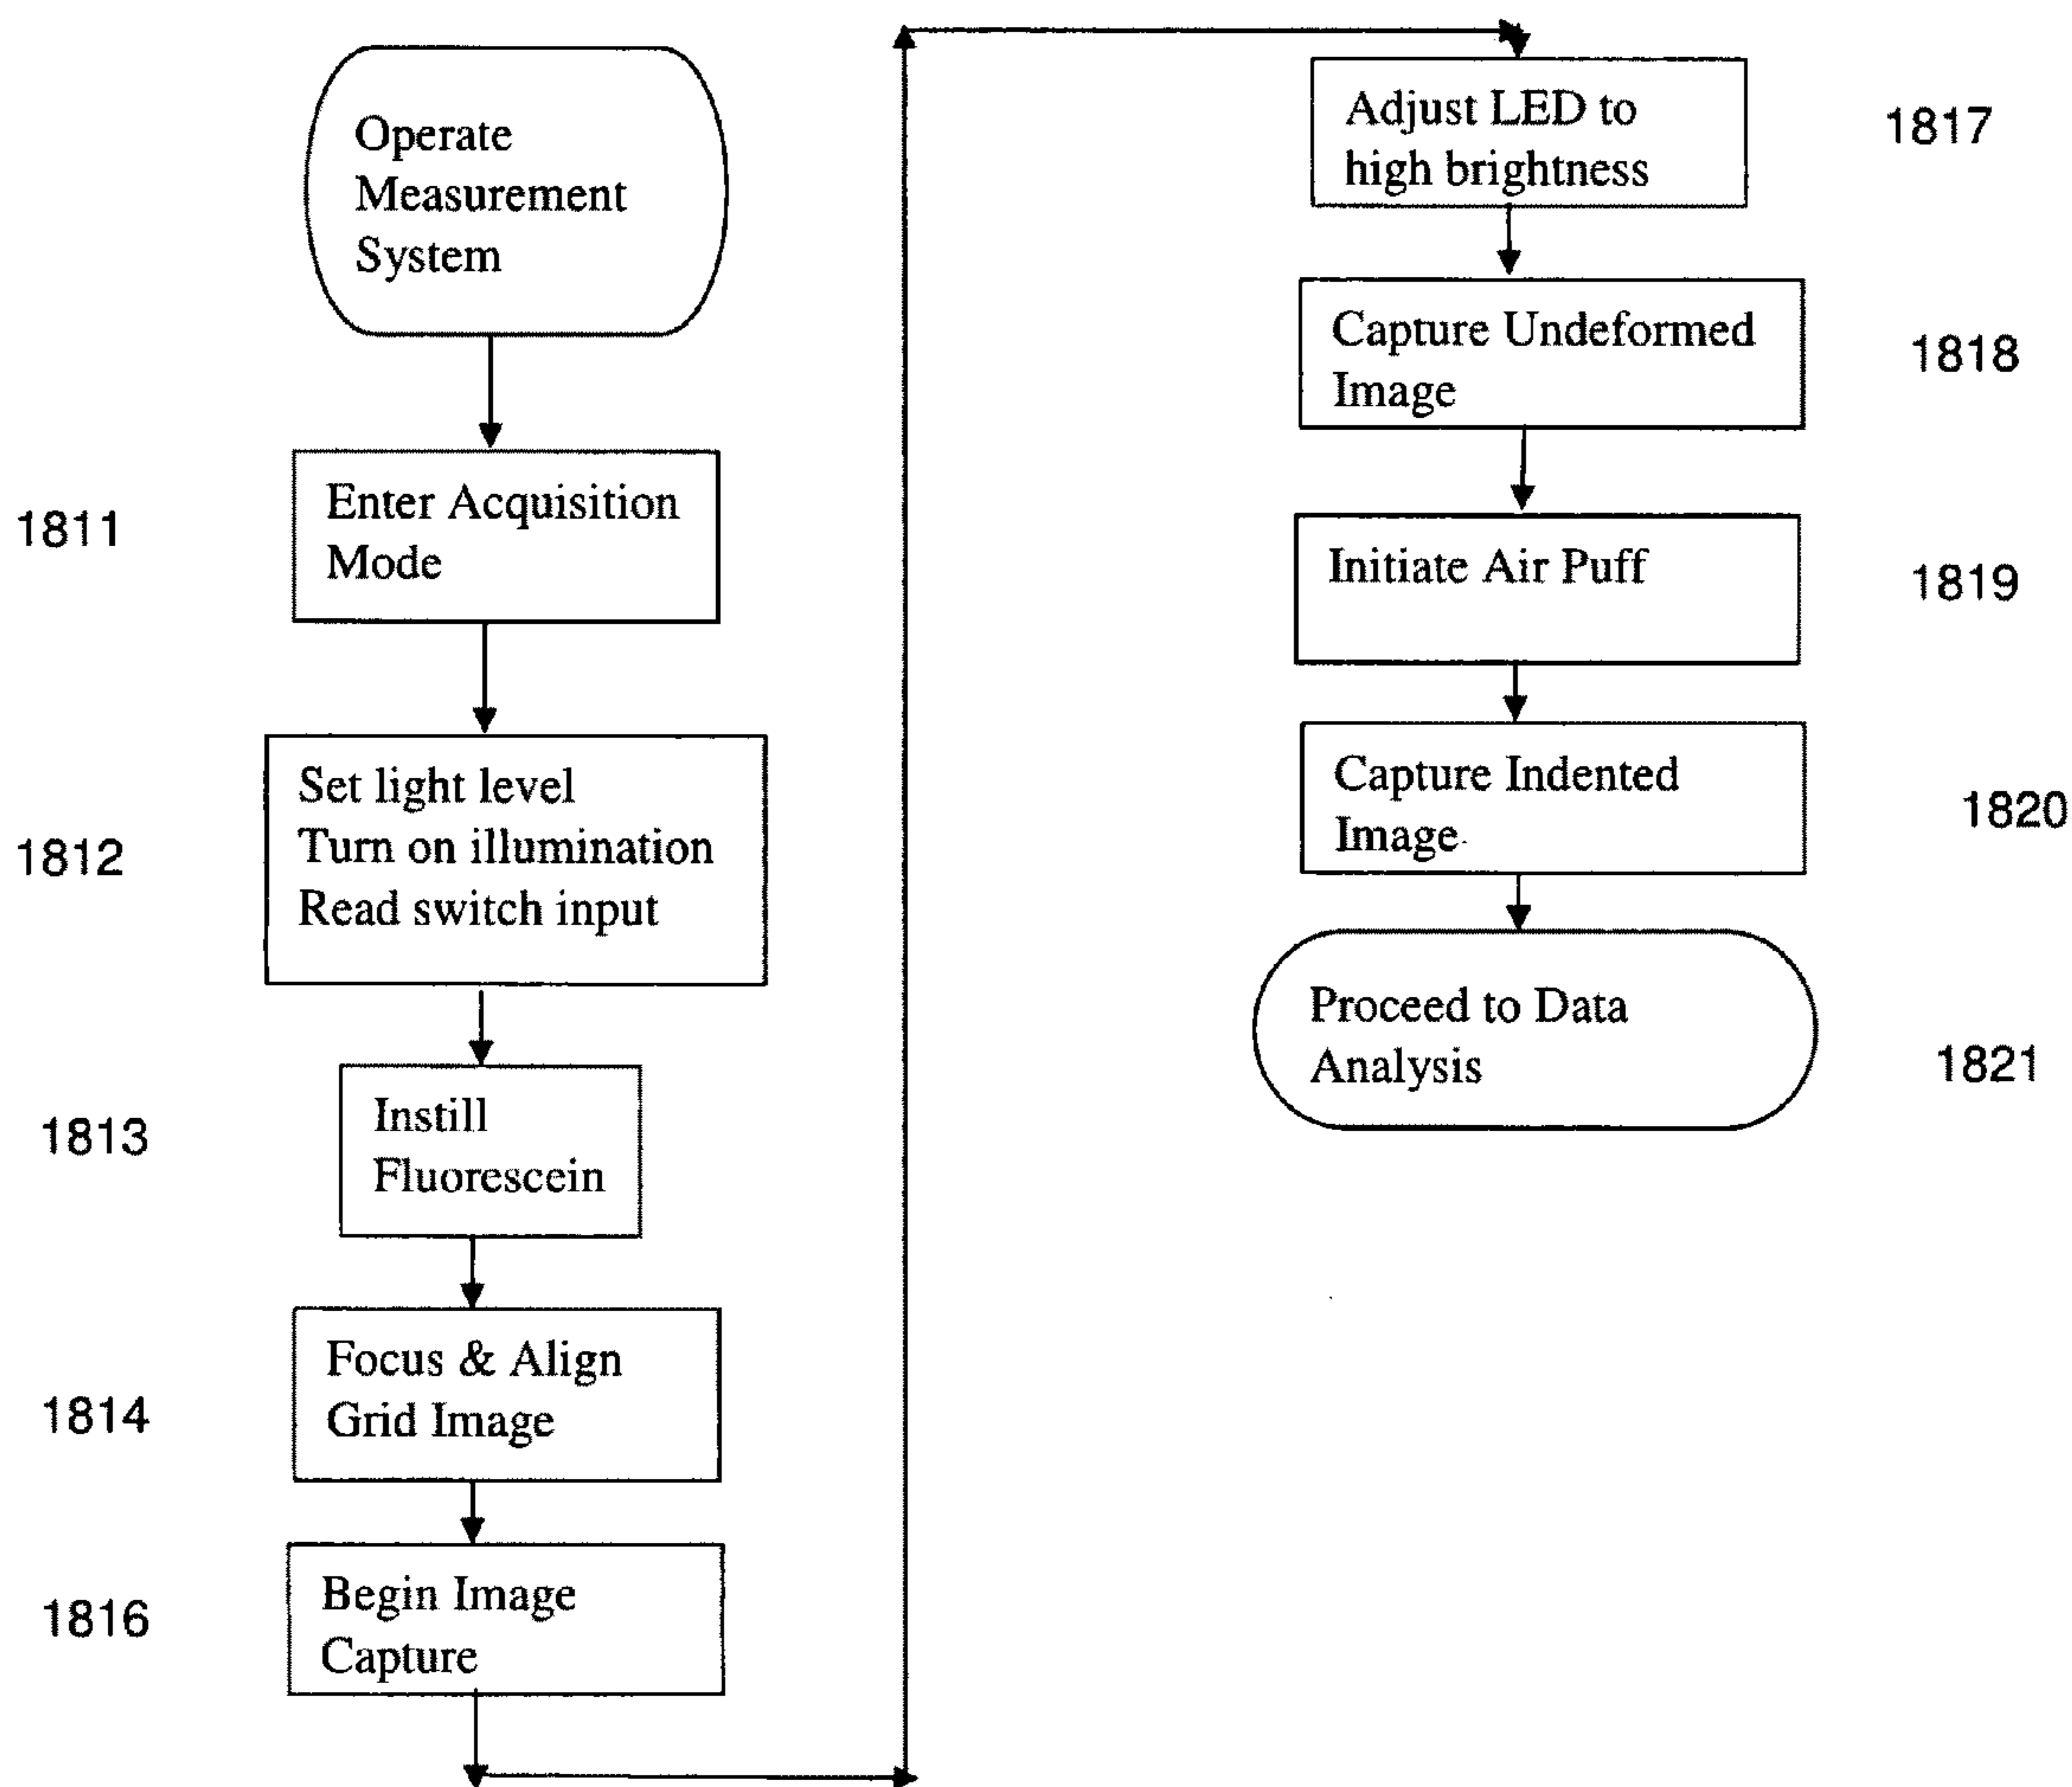 Operate
Measurement
System
1811
Enter Acquisition
Mode
1812
Set light level
Turn on illumination
Read switch input
1813
Instill
Fluorescein
1814
Focus & Align
Grid Image
1816
Begin Image
Capture
Adjust LED to
high brightness
1817
Capture Undeformed
Image
1818
Initiate Air Puff
1819
Capture Indented
Image
1820
Proceed to Data
Analysis
1821